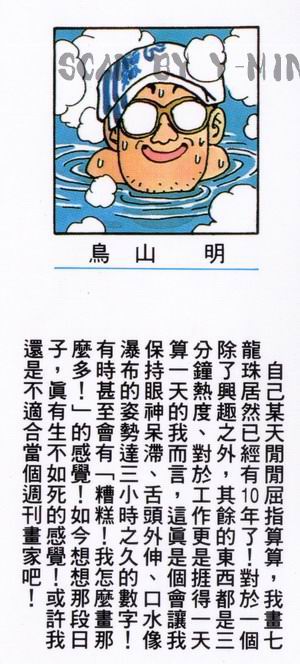 SCAN BY Y-MIN
鳥山明
自己某天閒閒屈指算算，我畫七
龍珠居然已經有10年了！對於一個
除了興趣之外，其餘的東西都是三
分鐘熱度、對於工作更是捱得一天
算一天的我而言，這眞是個會讓我
保持眼神呆滯、舌頭外伸、口水像
瀑布的姿勢達三小時之久的數字！
有時甚至會有「糟糕！我怎麼畫那
麼多！」的感覺！如今想想那段日
子，眞有生不如死的感覺！或許我
還是不適合當個週刊畫家吧！